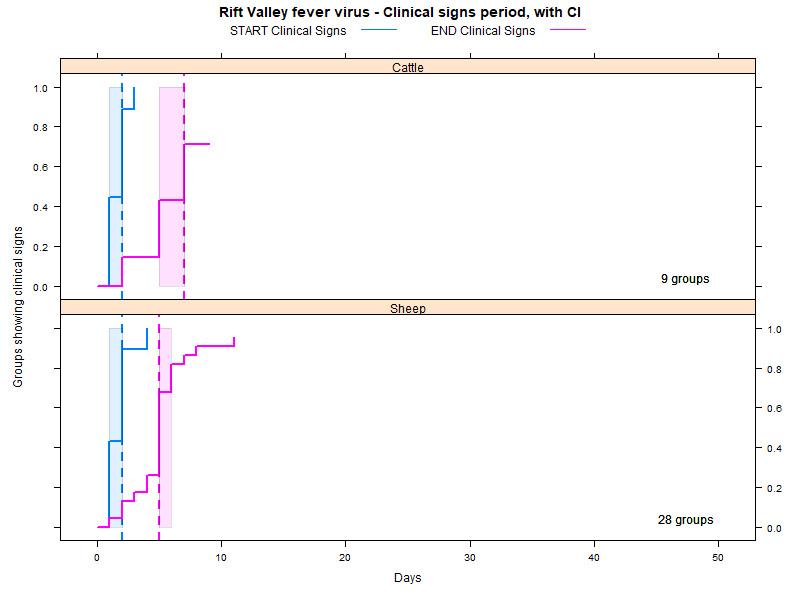 Rift Valley fever virus - Clinical signs period, with CI
START Clinical Signs END Clinical Signs
Cattle
1.0
0.8
0.6
0.4
0.2
0.0
9 groups
Groups showing clinical signs
Sheep
1.0
0.8
0.6
0.4
0.2
0.0
28 groups
0 10 20 30 40 50
Days